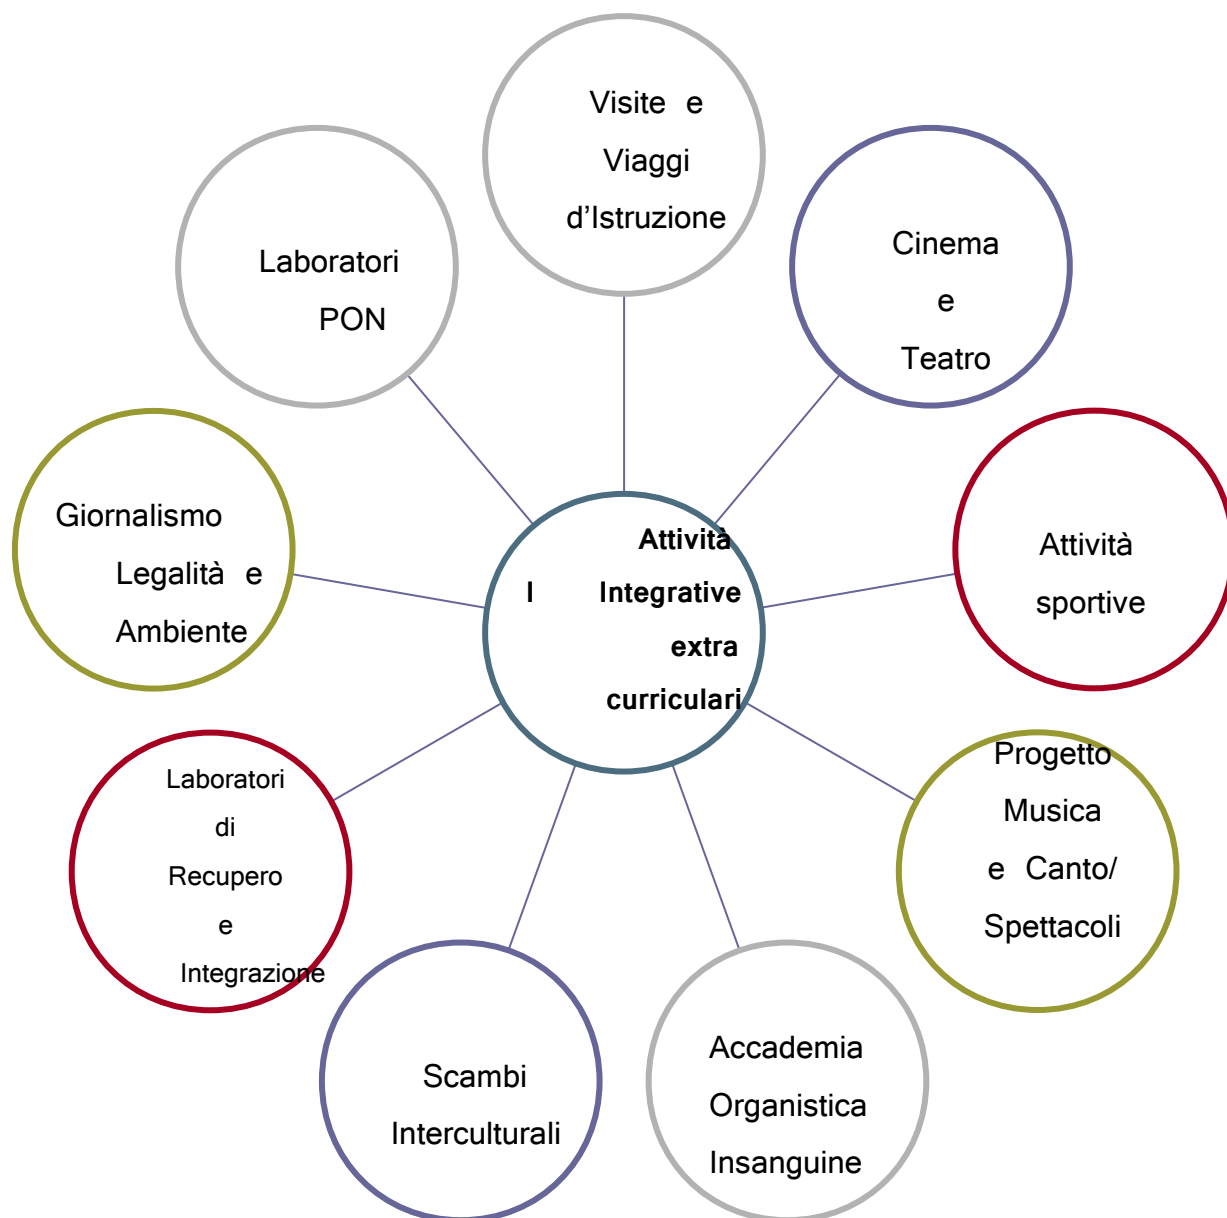 Visite e
Viaggi
d’Istruzione
Cinema
e
Teatro
Attività
sportive
Progetto
Musica
e Canto/
Spettacoli
Accademia
Organistica
Insanguine
Scambi
Interculturali
Laboratori
di
Recupero
e
Integrazione
Giornalismo
Legalità e
Ambiente
Laboratori
PON
Attività
I Integrative
extra
curriculari